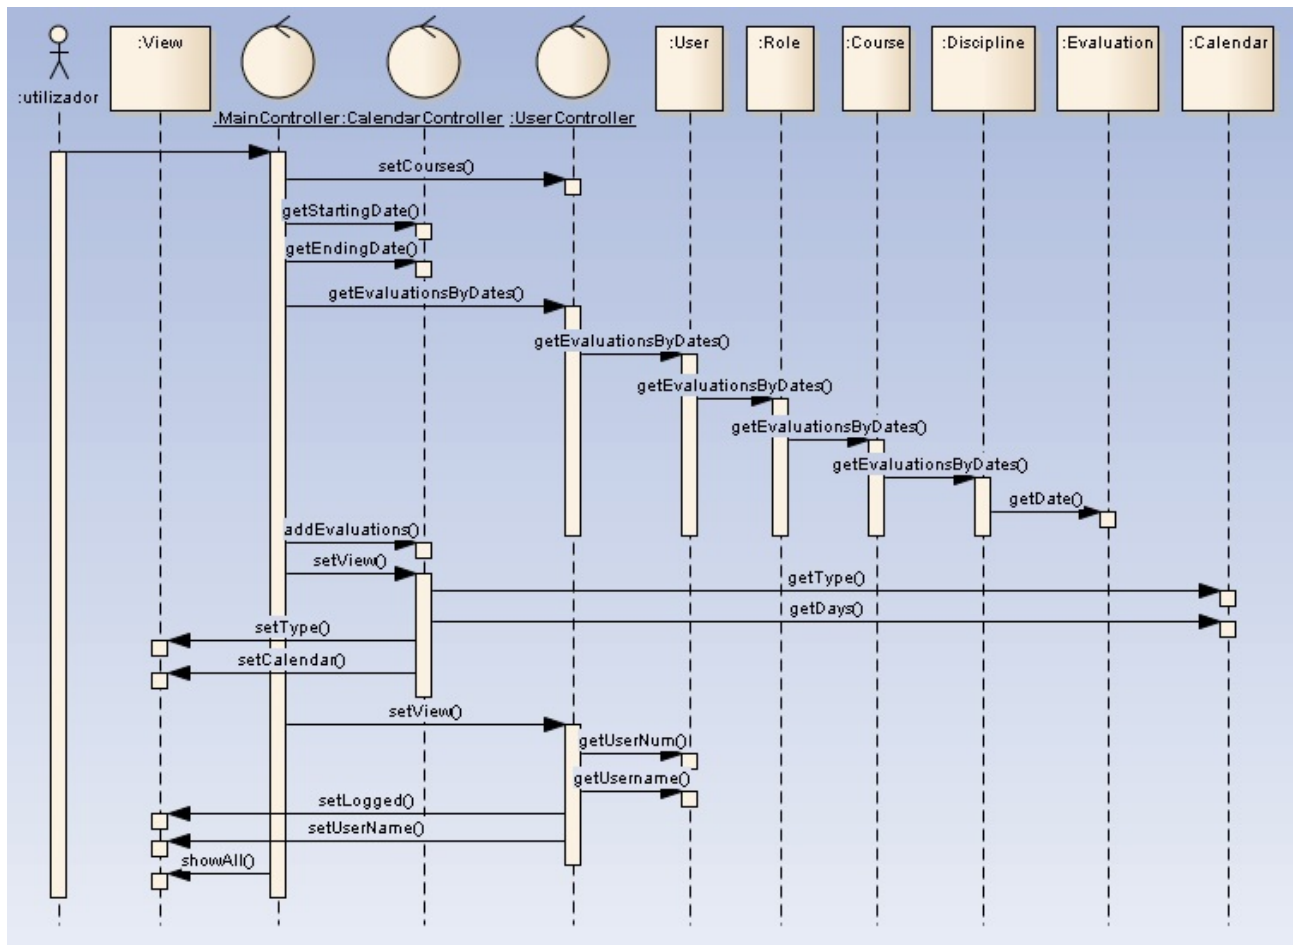 :View
:User
:Role
:Course
:Discipline
:Evaluation
:Calendar
:utilizador
:MainController
:CalendarController
:UserController
setCourses()
getStartingDate()
getEndingDate()
getEvaluationsByDates()
getEvaluationsByDates()
getEvaluationsByDates()
getEvaluationsByDates()
getEvaluationsByDates()
getDate()
addEvaluations()
setView()
getType()
getDays()
setType()
setCalendar()
setView()
getUserNum()
getUsername()
setLogged()
setUserName()
showAll()